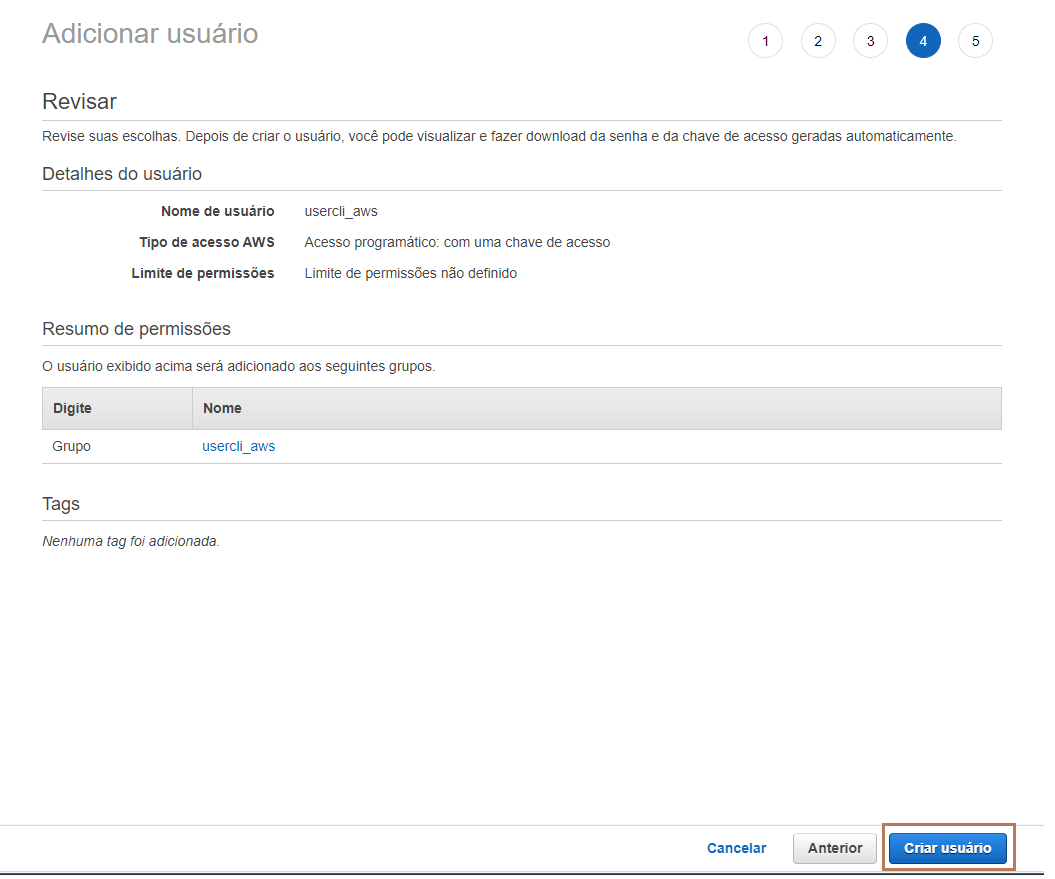 Adicionar usuário
1 2 3 4 5
Revisar
Revise suas escolhas. Depois de criar o usuário, você pode visualizar e fazer download da senha e da chave de acesso geradas automaticamente.
Detalhes do usuário
Nome de usuário usercli_aws
Tipo de acesso AWS Acesso programático: com uma chave de acesso
Limite de permissões Limite de permissões não definido
Resumo de permissões
O usuário exibido acima será adicionado aos seguintes grupos.
Digite Nome
Grupo usercli_aws
Tags
Nenhuma tag foi adicionada.
Cancelar Anterior Criar usuário